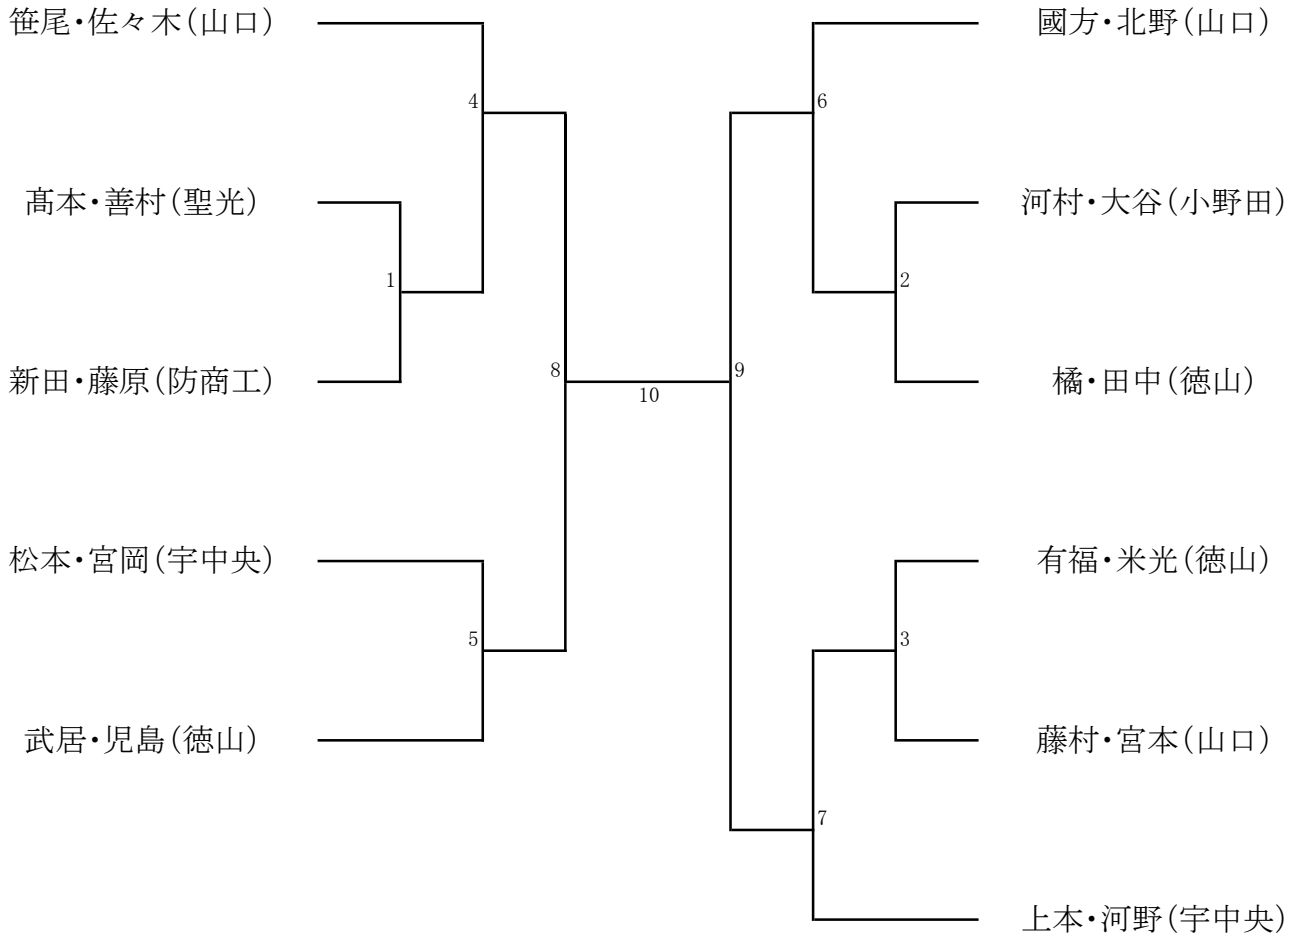 笹尾・佐々木(山口)
4
髙本・善村(聖光)
1
新田・藤原(防商工)
8
松本・宮岡(宇中央)
5
武居・児島(徳山)
10
國方・北野(山口)
6
河村・大谷(小野田)
2
橘・田中(徳山)
9
有福・米光(徳山)
3
藤村・宮本(山口)
7
上本・河野(宇中央)